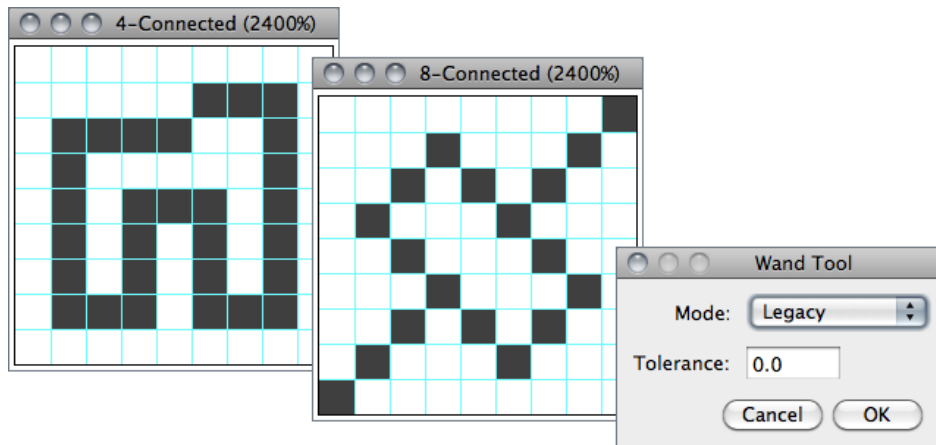 4-Connected (2400%)
8-Connected (2400%)
Wand Tool
Mode: Legacy
Tolerance: 0.0
Cancel OK